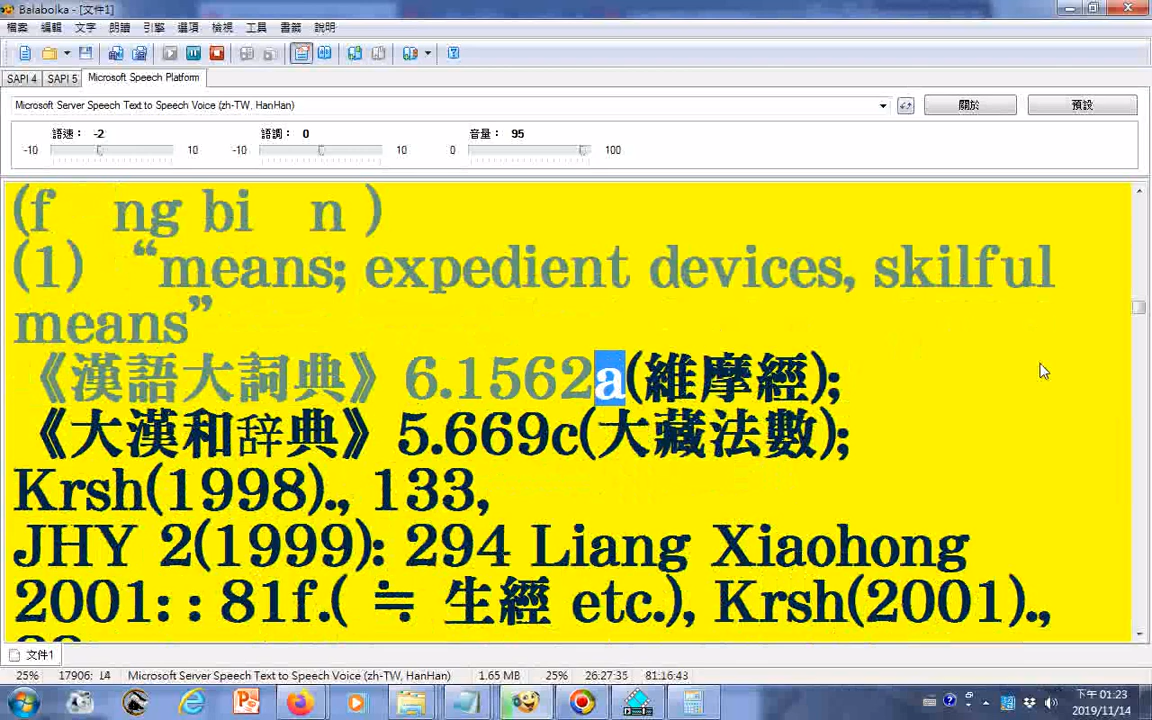 Balabolka - [文件1]
檔案 編輯 文字 朗讀 引擎 選項 檢視 工具 書籤 說明
SAPI 4 SAPI 5 Microsoft Speech Platform
Microsoft Server Speech Text to Speech Voice (zh-TW, HanHan) 關於 預設
語速： -2 語調： 0 音量： 95
-10 10 -10 10 0 100
(f ng bi n )
(1) “means; expedient devices, skilful
means”
《漢語大詞典》 6.1562a(維摩經);
《大漢和辞典》 5.669c(大藏法數);
Krsh(1998)., 133,
JHY 2(1999): 294 Liang Xiaohong
2001: : 81f.( ≒ 生經 etc.), Krsh(2001).,
文件1
25% 17906: 14 Microsoft Server Speech Text to Speech Voice (zh-TW, HanHan) 1.65 MB 25% 26:27:35 81:16:43
下午 01:23
2019/11/14